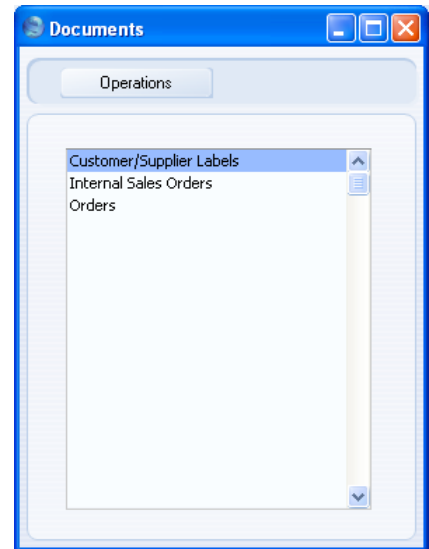 Documents
Operations
Customer/Supplier Labels
Internal Sales Orders
Orders